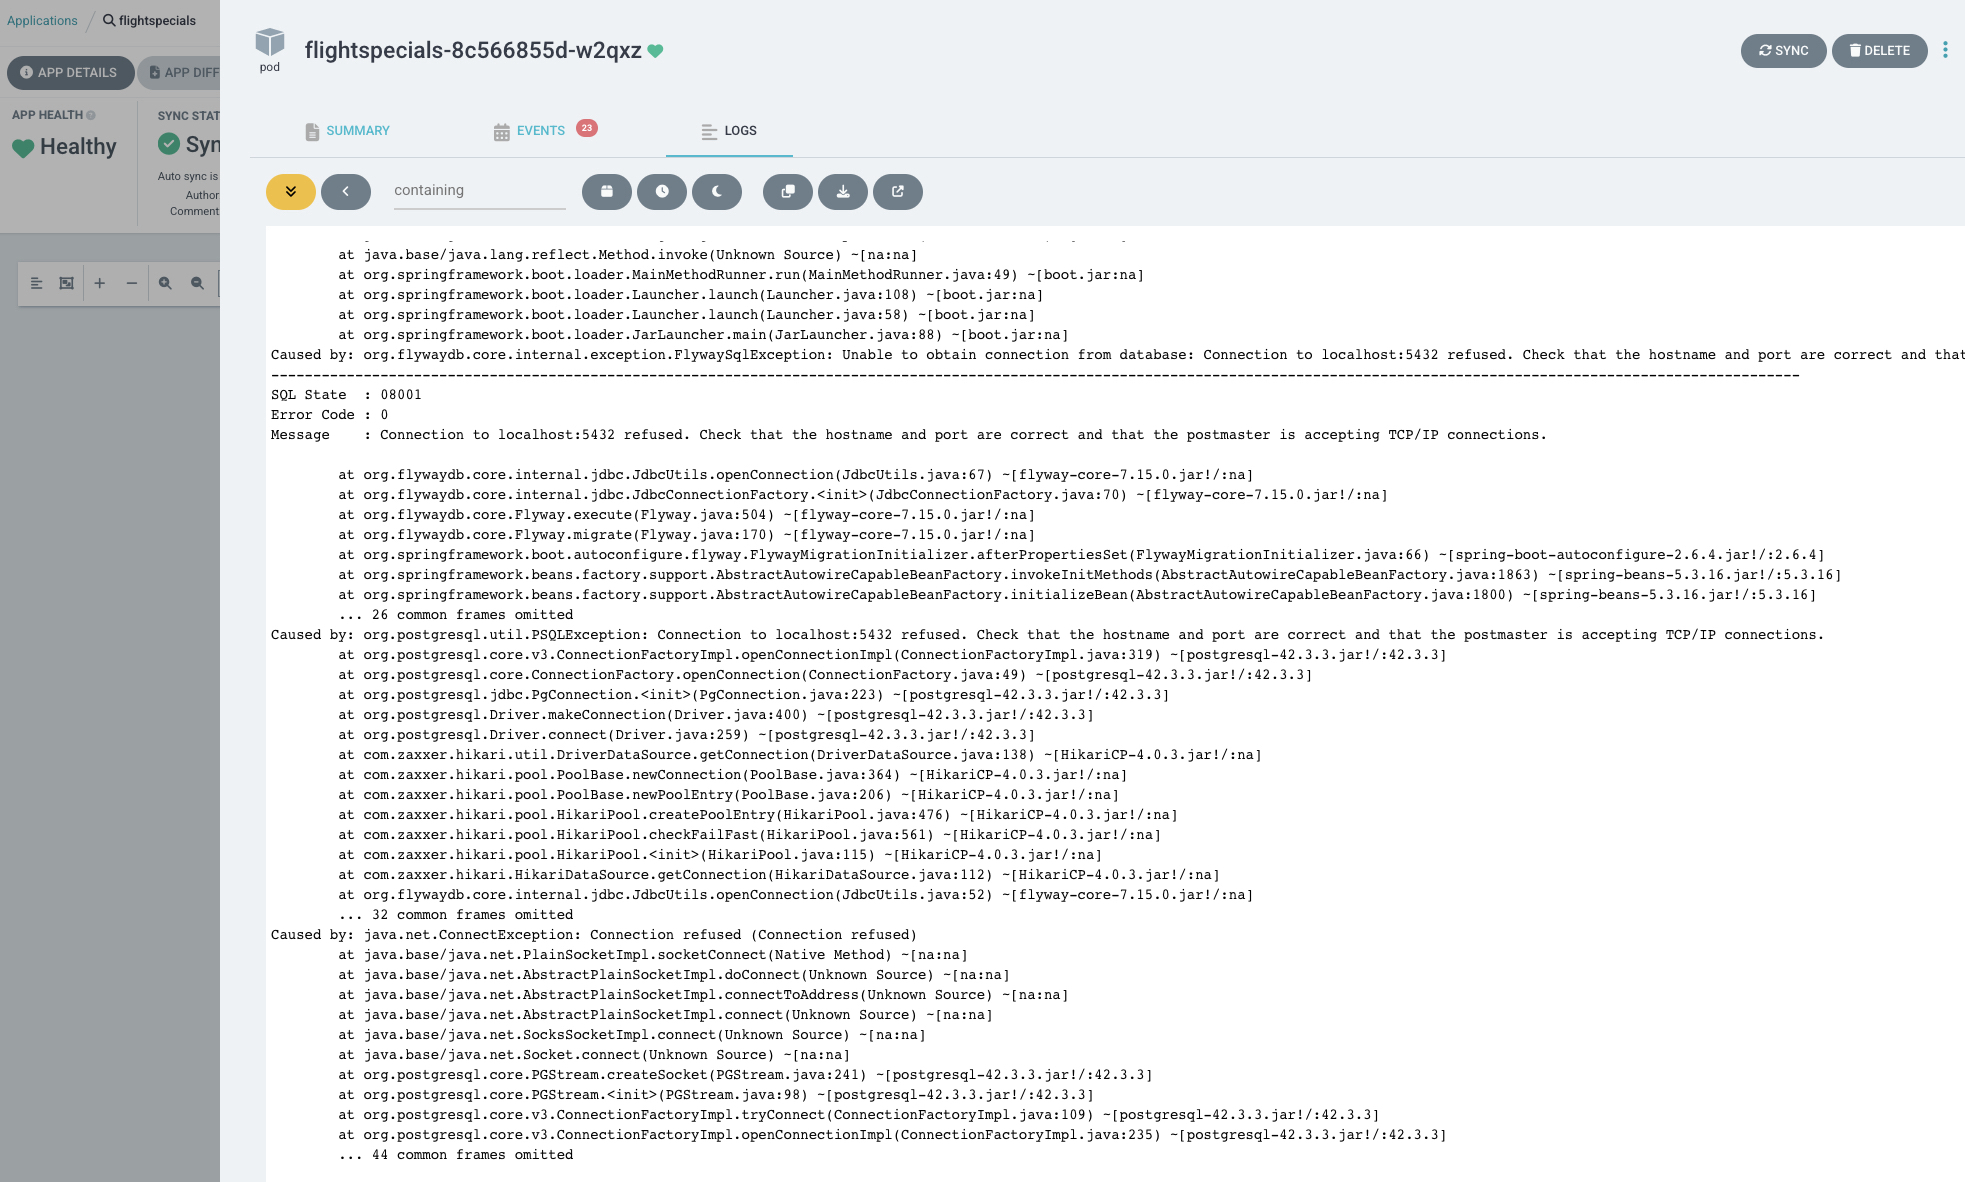 Applications
flightspecials
APP DETAILS
APP DIFF
APP HEALTH
Healthy
SYNC STAT
Syn
Auto sync is
Author
Comment
pod
flightspecials-8c566855d-w2qxz
SYNC
DELETE
SUMMARY
EVENTS 23
LOGS
containing
at java.base/java.lang.reflect.Method.invoke(Unknown Source) ~[na:na]
at org.springframework.boot.loader.MainMethodRunner.run(MainMethodRunner.java:49) ~[boot.jar:na]
at org.springframework.boot.loader.Launcher.launch(Launcher.java:108) ~[boot.jar:na]
at org.springframework.boot.loader.Launcher.launch(Launcher.java:58) ~[boot.jar:na]
at org.springframework.boot.loader.JarLauncher.main(JarLauncher.java:88) ~[boot.jar:na]
Caused by: org.flywaydb.core.internal.exception.FlywaySqlException: Unable to obtain connection from database: Connection to localhost:5432 refused. Check that the hostname and port are correct and that
--------------------------------------------------------------------------------------------------------------------------------------------------------------------------------------
SQL State  : 08001
Error Code : 0
Message    : Connection to localhost:5432 refused. Check that the hostname and port are correct and that the postmaster is accepting TCP/IP connections.
at org.flywaydb.core.internal.jdbc.JdbcUtils.openConnection(JdbcUtils.java:67) ~[flyway-core-7.15.0.jar!/:na]
at org.flywaydb.core.internal.jdbc.JdbcConnectionFactory.<init>(JdbcConnectionFactory.java:70) ~[flyway-core-7.15.0.jar!/:na]
at org.flywaydb.core.Flyway.execute(Flyway.java:504) ~[flyway-core-7.15.0.jar!/:na]
at org.flywaydb.core.Flyway.migrate(Flyway.java:170) ~[flyway-core-7.15.0.jar!/:na]
at org.springframework.boot.autoconfigure.flyway.FlywayMigrationInitializer.afterPropertiesSet(FlywayMigrationInitializer.java:66) ~[spring-boot-autoconfigure-2.6.4.jar!/:2.6.4]
at org.springframework.beans.factory.support.AbstractAutowireCapableBeanFactory.invokeInitMethods(AbstractAutowireCapableBeanFactory.java:1863) ~[spring-beans-5.3.16.jar!/:5.3.16]
at org.springframework.beans.factory.support.AbstractAutowireCapableBeanFactory.initializeBean(AbstractAutowireCapableBeanFactory.java:1800) ~[spring-beans-5.3.16.jar!/:5.3.16]
... 26 common frames omitted
Caused by: org.postgresql.util.PSQLException: Connection to localhost:5432 refused. Check that the hostname and port are correct and that the postmaster is accepting TCP/IP connections.
at org.postgresql.core.v3.ConnectionFactoryImpl.openConnectionImpl(ConnectionFactoryImpl.java:319) ~[postgresql-42.3.3.jar!/:42.3.3]
at org.postgresql.core.ConnectionFactory.openConnection(ConnectionFactory.java:49) ~[postgresql-42.3.3.jar!/:42.3.3]
at org.postgresql.jdbc.PgConnection.<init>(PgConnection.java:223) ~[postgresql-42.3.3.jar!/:42.3.3]
at org.postgresql.Driver.makeConnection(Driver.java:400) ~[postgresql-42.3.3.jar!/:42.3.3]
at org.postgresql.Driver.connect(Driver.java:259) ~[postgresql-42.3.3.jar!/:42.3.3]
at com.zaxxer.hikari.util.DriverDataSource.getConnection(DriverDataSource.java:138) ~[HikariCP-4.0.3.jar!/:na]
at com.zaxxer.hikari.pool.PoolBase.newConnection(PoolBase.java:364) ~[HikariCP-4.0.3.jar!/:na]
at com.zaxxer.hikari.pool.PoolBase.newPoolEntry(PoolBase.java:206) ~[HikariCP-4.0.3.jar!/:na]
at com.zaxxer.hikari.pool.HikariPool.createPoolEntry(HikariPool.java:476) ~[HikariCP-4.0.3.jar!/:na]
at com.zaxxer.hikari.pool.HikariPool.checkFailFast(HikariPool.java:561) ~[HikariCP-4.0.3.jar!/:na]
at com.zaxxer.hikari.pool.HikariPool.<init>(HikariPool.java:115) ~[HikariCP-4.0.3.jar!/:na]
at com.zaxxer.hikari.HikariDataSource.getConnection(HikariDataSource.java:112) ~[HikariCP-4.0.3.jar!/:na]
at org.flywaydb.core.internal.jdbc.JdbcUtils.openConnection(JdbcUtils.java:52) ~[flyway-core-7.15.0.jar!/:na]
... 32 common frames omitted
Caused by: java.net.ConnectException: Connection refused (Connection refused)
at java.base/java.net.PlainSocketImpl.socketConnect(Native Method) ~[na:na]
at java.base/java.net.AbstractPlainSocketImpl.doConnect(Unknown Source) ~[na:na]
at java.base/java.net.AbstractPlainSocketImpl.connectToAddress(Unknown Source) ~[na:na]
at java.base/java.net.AbstractPlainSocketImpl.connect(Unknown Source) ~[na:na]
at java.base/java.net.SocksSocketImpl.connect(Unknown Source) ~[na:na]
at java.base/java.net.Socket.connect(Unknown Source) ~[na:na]
at org.postgresql.core.PGStream.createSocket(PGStream.java:241) ~[postgresql-42.3.3.jar!/:42.3.3]
at org.postgresql.core.PGStream.<init>(PGStream.java:98) ~[postgresql-42.3.3.jar!/:42.3.3]
at org.postgresql.core.v3.ConnectionFactoryImpl.tryConnect(ConnectionFactoryImpl.java:109) ~[postgresql-42.3.3.jar!/:42.3.3]
at org.postgresql.core.v3.ConnectionFactoryImpl.openConnectionImpl(ConnectionFactoryImpl.java:235) ~[postgresql-42.3.3.jar!/:42.3.3]
... 44 common frames omitted